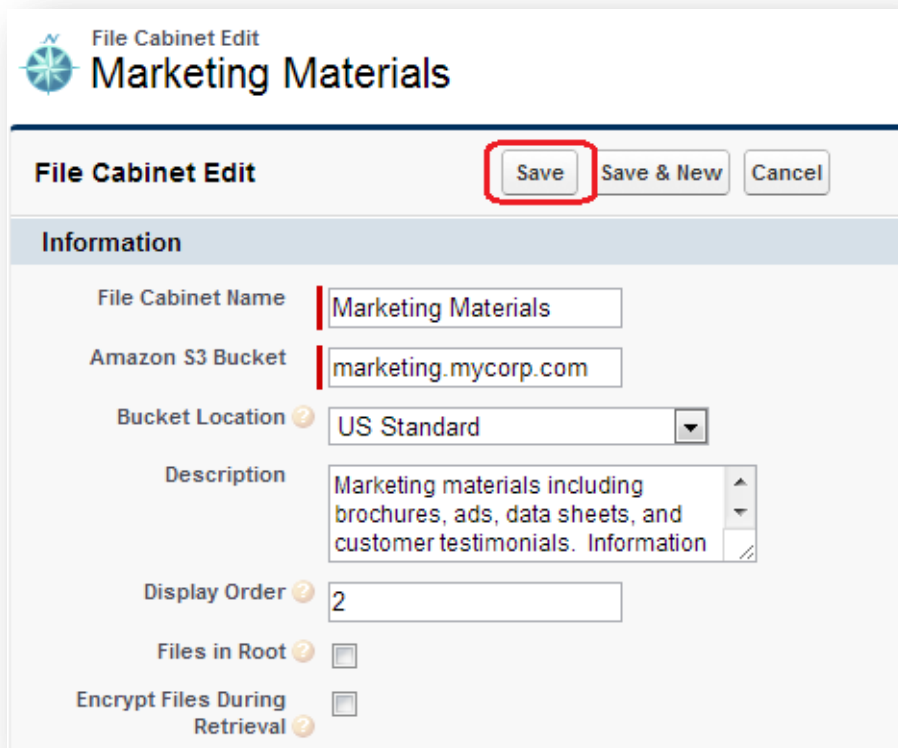 File Cabinet Edit
Marketing Materials
File Cabinet Edit
Save Save & New Cancel
Information
File Cabinet Name Marketing Materials
Amazon S3 Bucket marketing.mycorp.com
Bucket Location ? US Standard
Description Marketing materials including
brochures, ads, data sheets, and
customer testimonials. Information
Display Order ? 2
Files in Root ?
Encrypt Files During
Retrieval ?